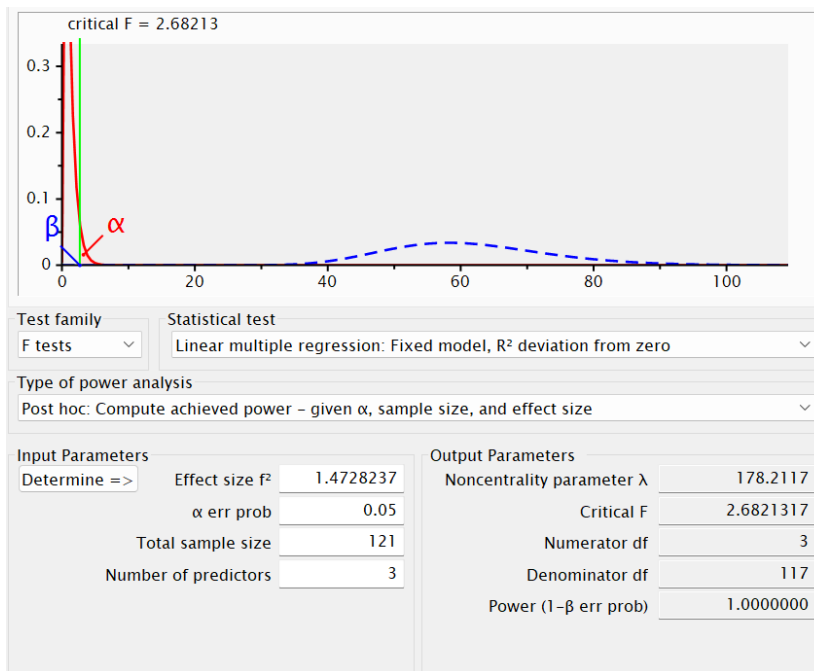 critical F = 2.68213
0.3
0.2
0.1
β α
0
0 20 40 60 80 100
Test family Statistical test
F tests Linear multiple regression: Fixed model, R² deviation from zero
Type of power analysis
Post hoc: Compute achieved power – given α, sample size, and effect size
Input Parameters Output Parameters
Determine => Effect size f² 1.4728237 Noncentrality parameter λ 178.2117
α err prob 0.05 Critical F 2.6821317
Total sample size 121 Numerator df 3
Number of predictors 3 Denominator df 117
Power (1-β err prob) 1.0000000